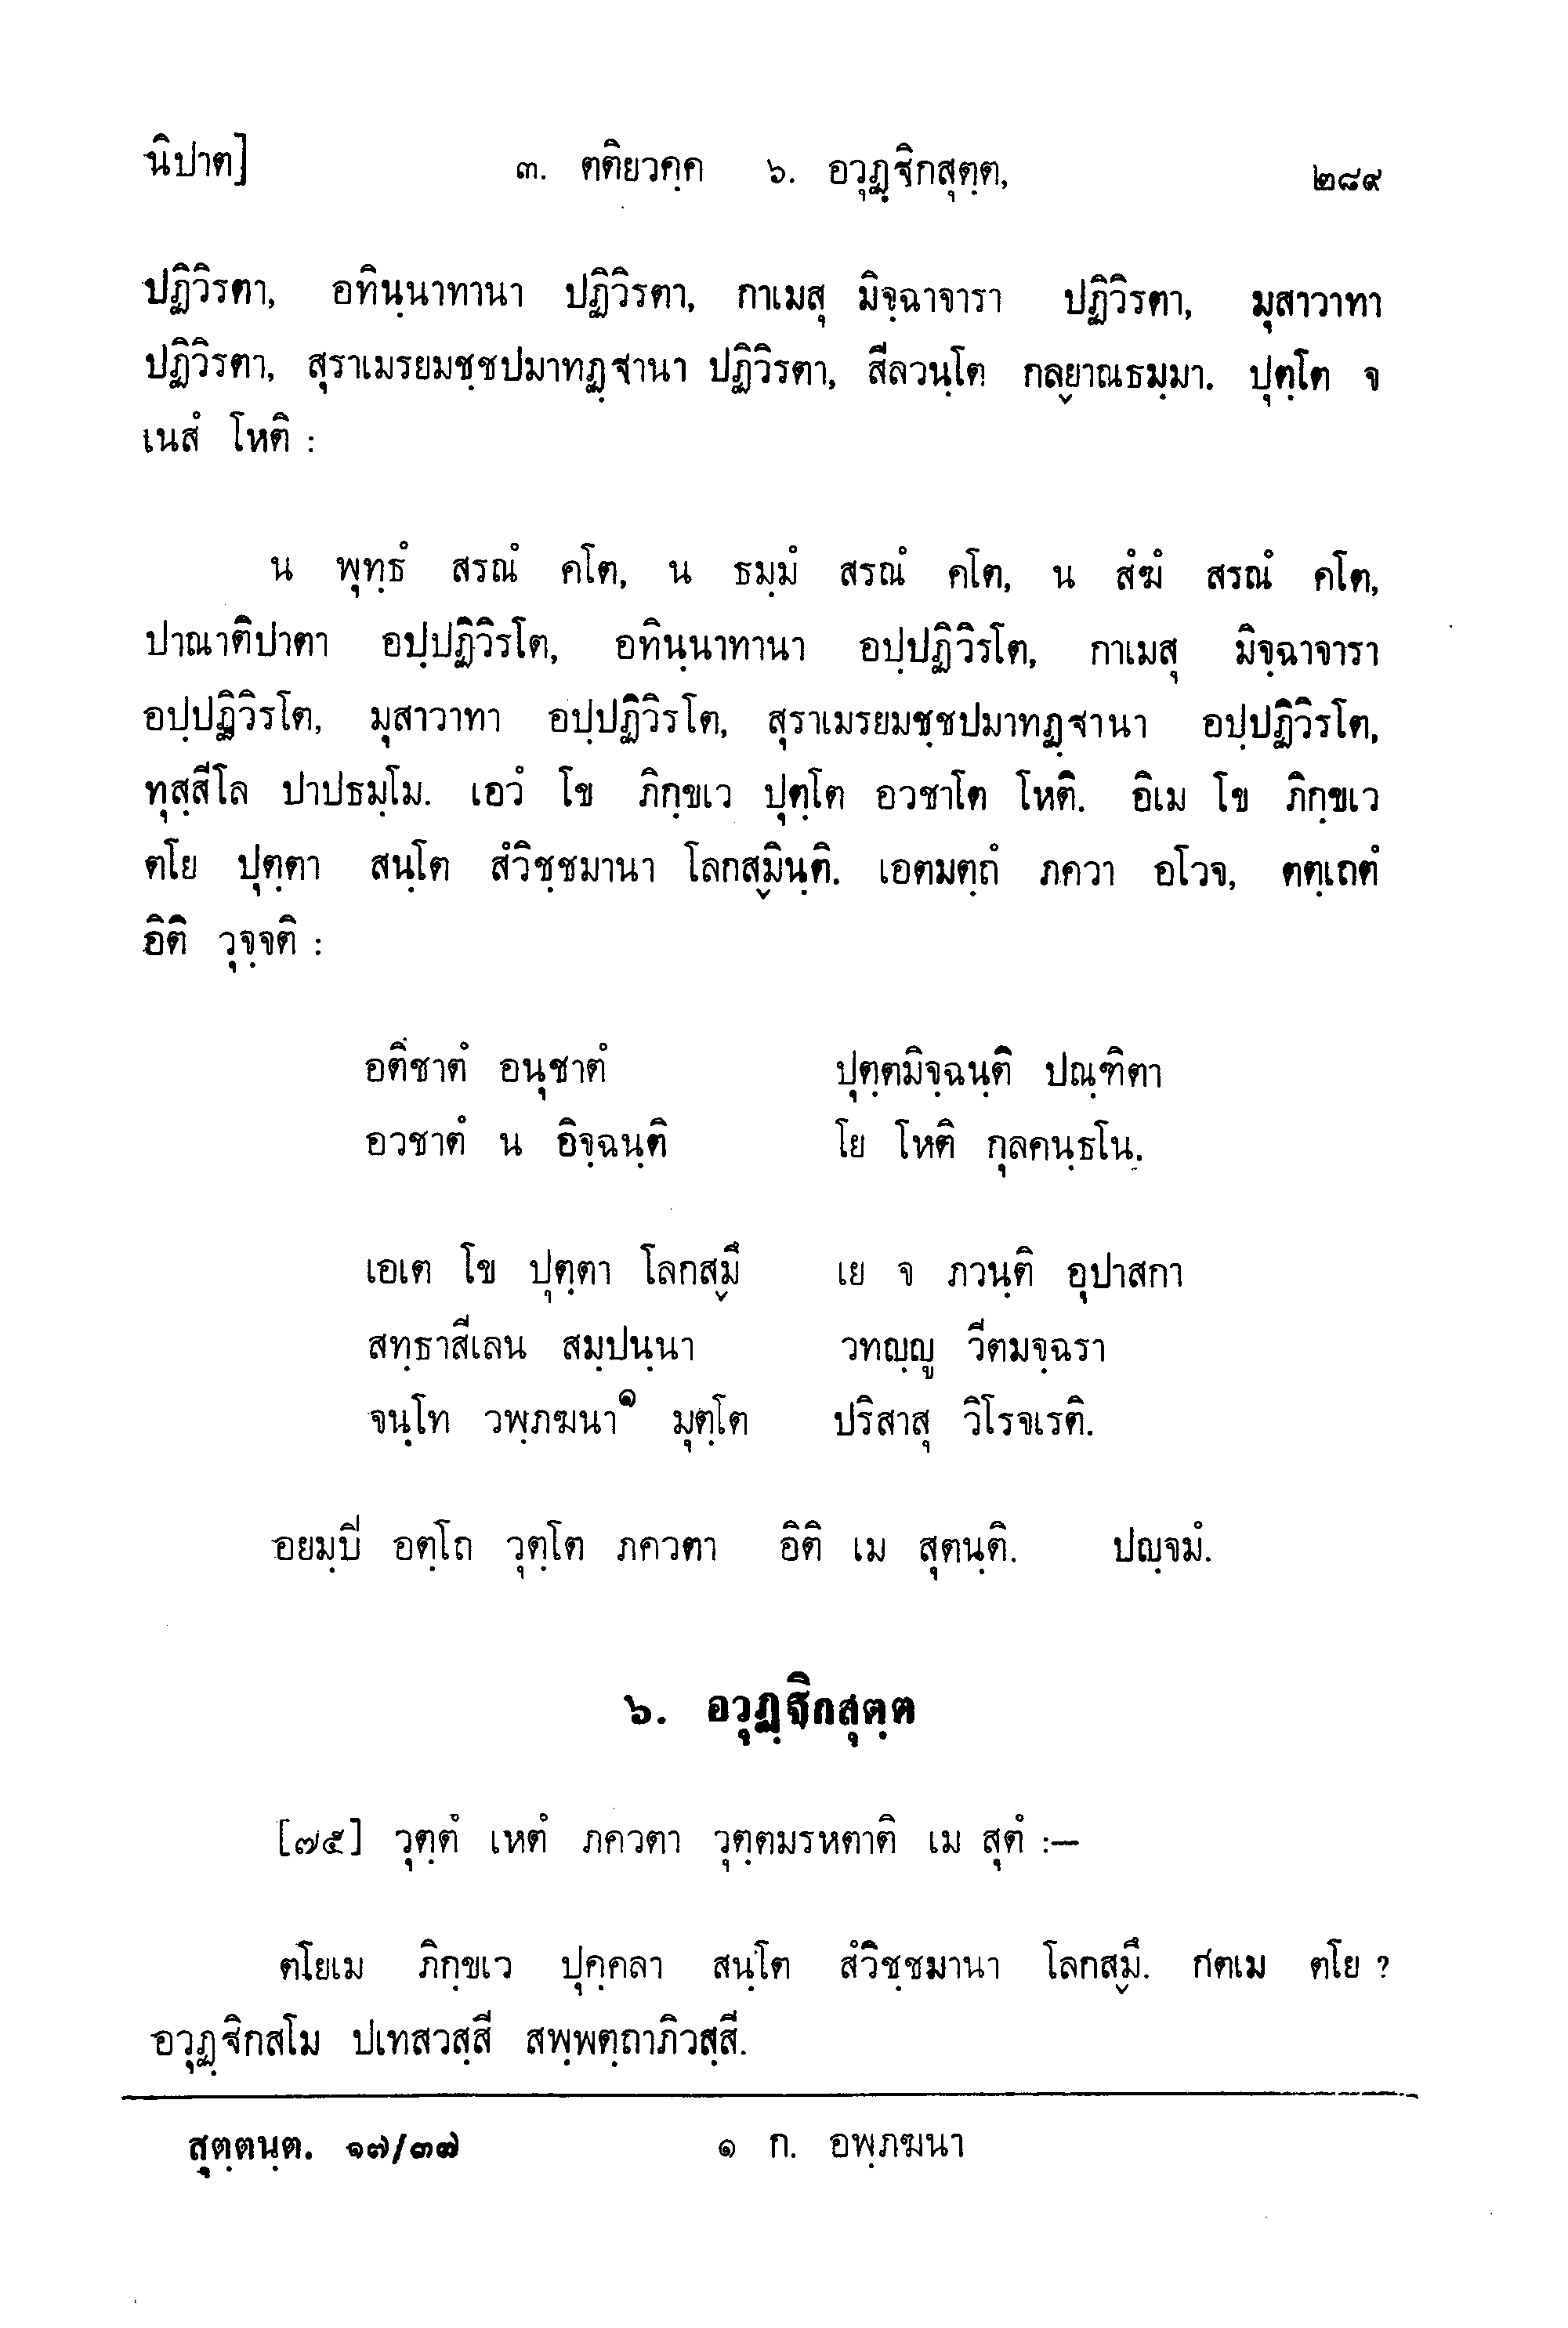 นิปาต] ๓. ตติยวคฺค ๖. อวุฏฺฐิกสุตฺต, ๒๘๙
ปฏิวิรตา, อทินฺนาทานา ปฏิวิรตา, กาเมสุ มิจฺฉาจารา ปฏิวิรตา, มุสาวาทา
ปฏิวิรตา, สุราเมรยมชฺชปมาทฏฺฐานา ปฏิวิรตา, สีลวนฺโต กลฺยาณธมฺมา. ปุตฺโต จ
เนสํ โหติ :
น พุทฺธํ สรณํ คโต, น ธมฺมํ สรณํ คโต, น สํฆํ สรณํ คโต,
ปาณาติปาตา อปฺปฏิวิรโต, อทินฺนาทานา อปฺปฏิวิรโต, กาเมสุ มิจฺฉาจารา
อปฺปฏิวิรโต, มุสาวาทา อปฺปฏิวิรโต, สุราเมรยมชฺชปมาทฏฺฐานา อปฺปฏิวิรโต,
ทุสฺสีโล ปาปธมฺโม. เอวํ โข ภิกฺขเว ปุตฺโต อวชาโต โหติ. อิเม โข ภิกฺขเว
ตโย ปุตฺตา สนฺโต สํวิชฺชมานา โลกสฺมินฺติ. เอตมตฺถํ ภควา อโวจ, ตตฺเถตํ
อิติ วุจฺจติ :
อติชาตํ อนุชาตํ ปุตฺตมิจฺฉนฺติ ปณฺฑิตา
อวชาตํ น อิจฺฉนฺติ โย โหติ กุลคนฺธโน.
เอเต โข ปุตฺตา โลกสฺมึ เย จ ภวนฺติ อุปาสกา
สทฺธาสีเลน สมฺปนฺนา วทญฺญู วีตมจฺฉรา
จนฺโท วพฺภฆนา๑ มุตฺโต ปริสาสุ วิโรจเรติ.
อยมฺปิ อตฺโถ วุตฺโต ภควตา อิติ เม สุตนฺติ. ปญฺจมํ.
๖. อวุฏฺฐิกสุตฺต
[๗๕] วุตฺตํ เหตํ ภควตา วุตฺตมรหตาติ เม สุตํ :—
ตโยเม ภิกฺขเว ปุคฺคลา สนฺโต สํวิชฺชมานา โลกสฺมึ. กตเม ตโย ?
อวุฏฺฐิกสโม ปเทสวสฺสี สพฺพตฺถาภิวสฺสี.
สุตฺตนฺต. ๑๗/๓๗ ๑ ก. อพฺภฆนา